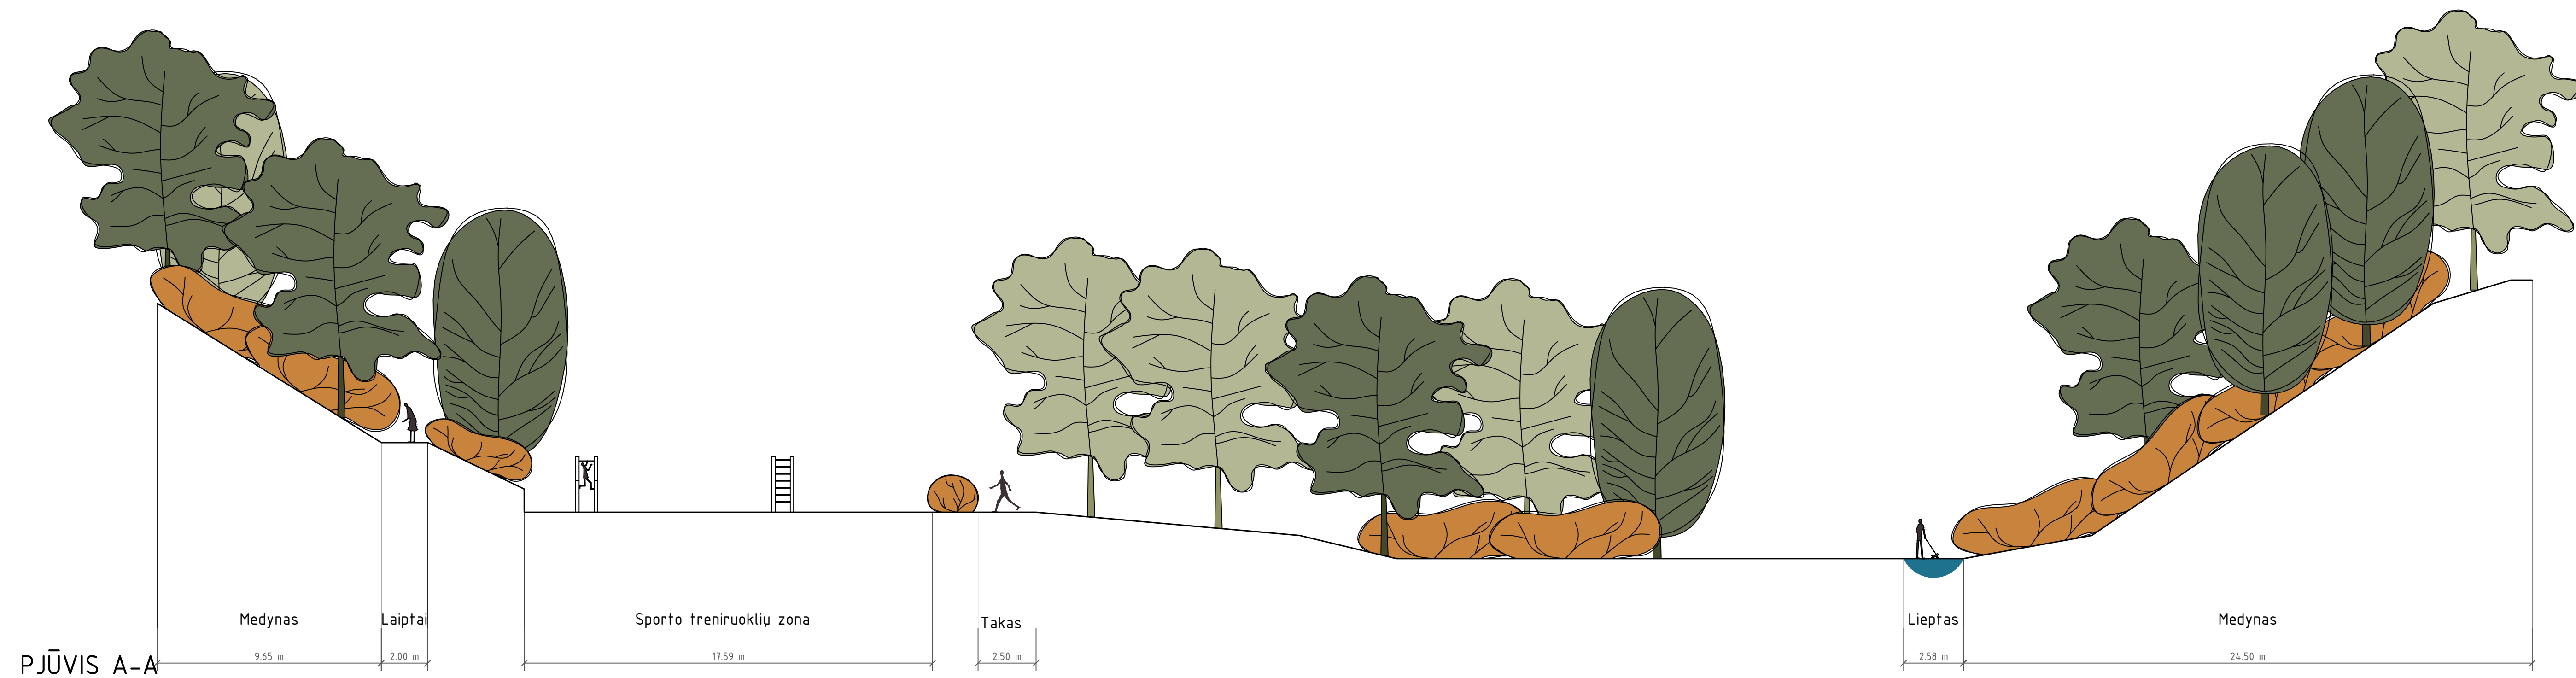 Medynas
Laiptai
Sporto treniruoklių zona
Takas
Lieptas
Medynas
9.65 m
2.00 m
17.59 m
2.50 m
2.58 m
24.50 m
PJŪVIS A-A